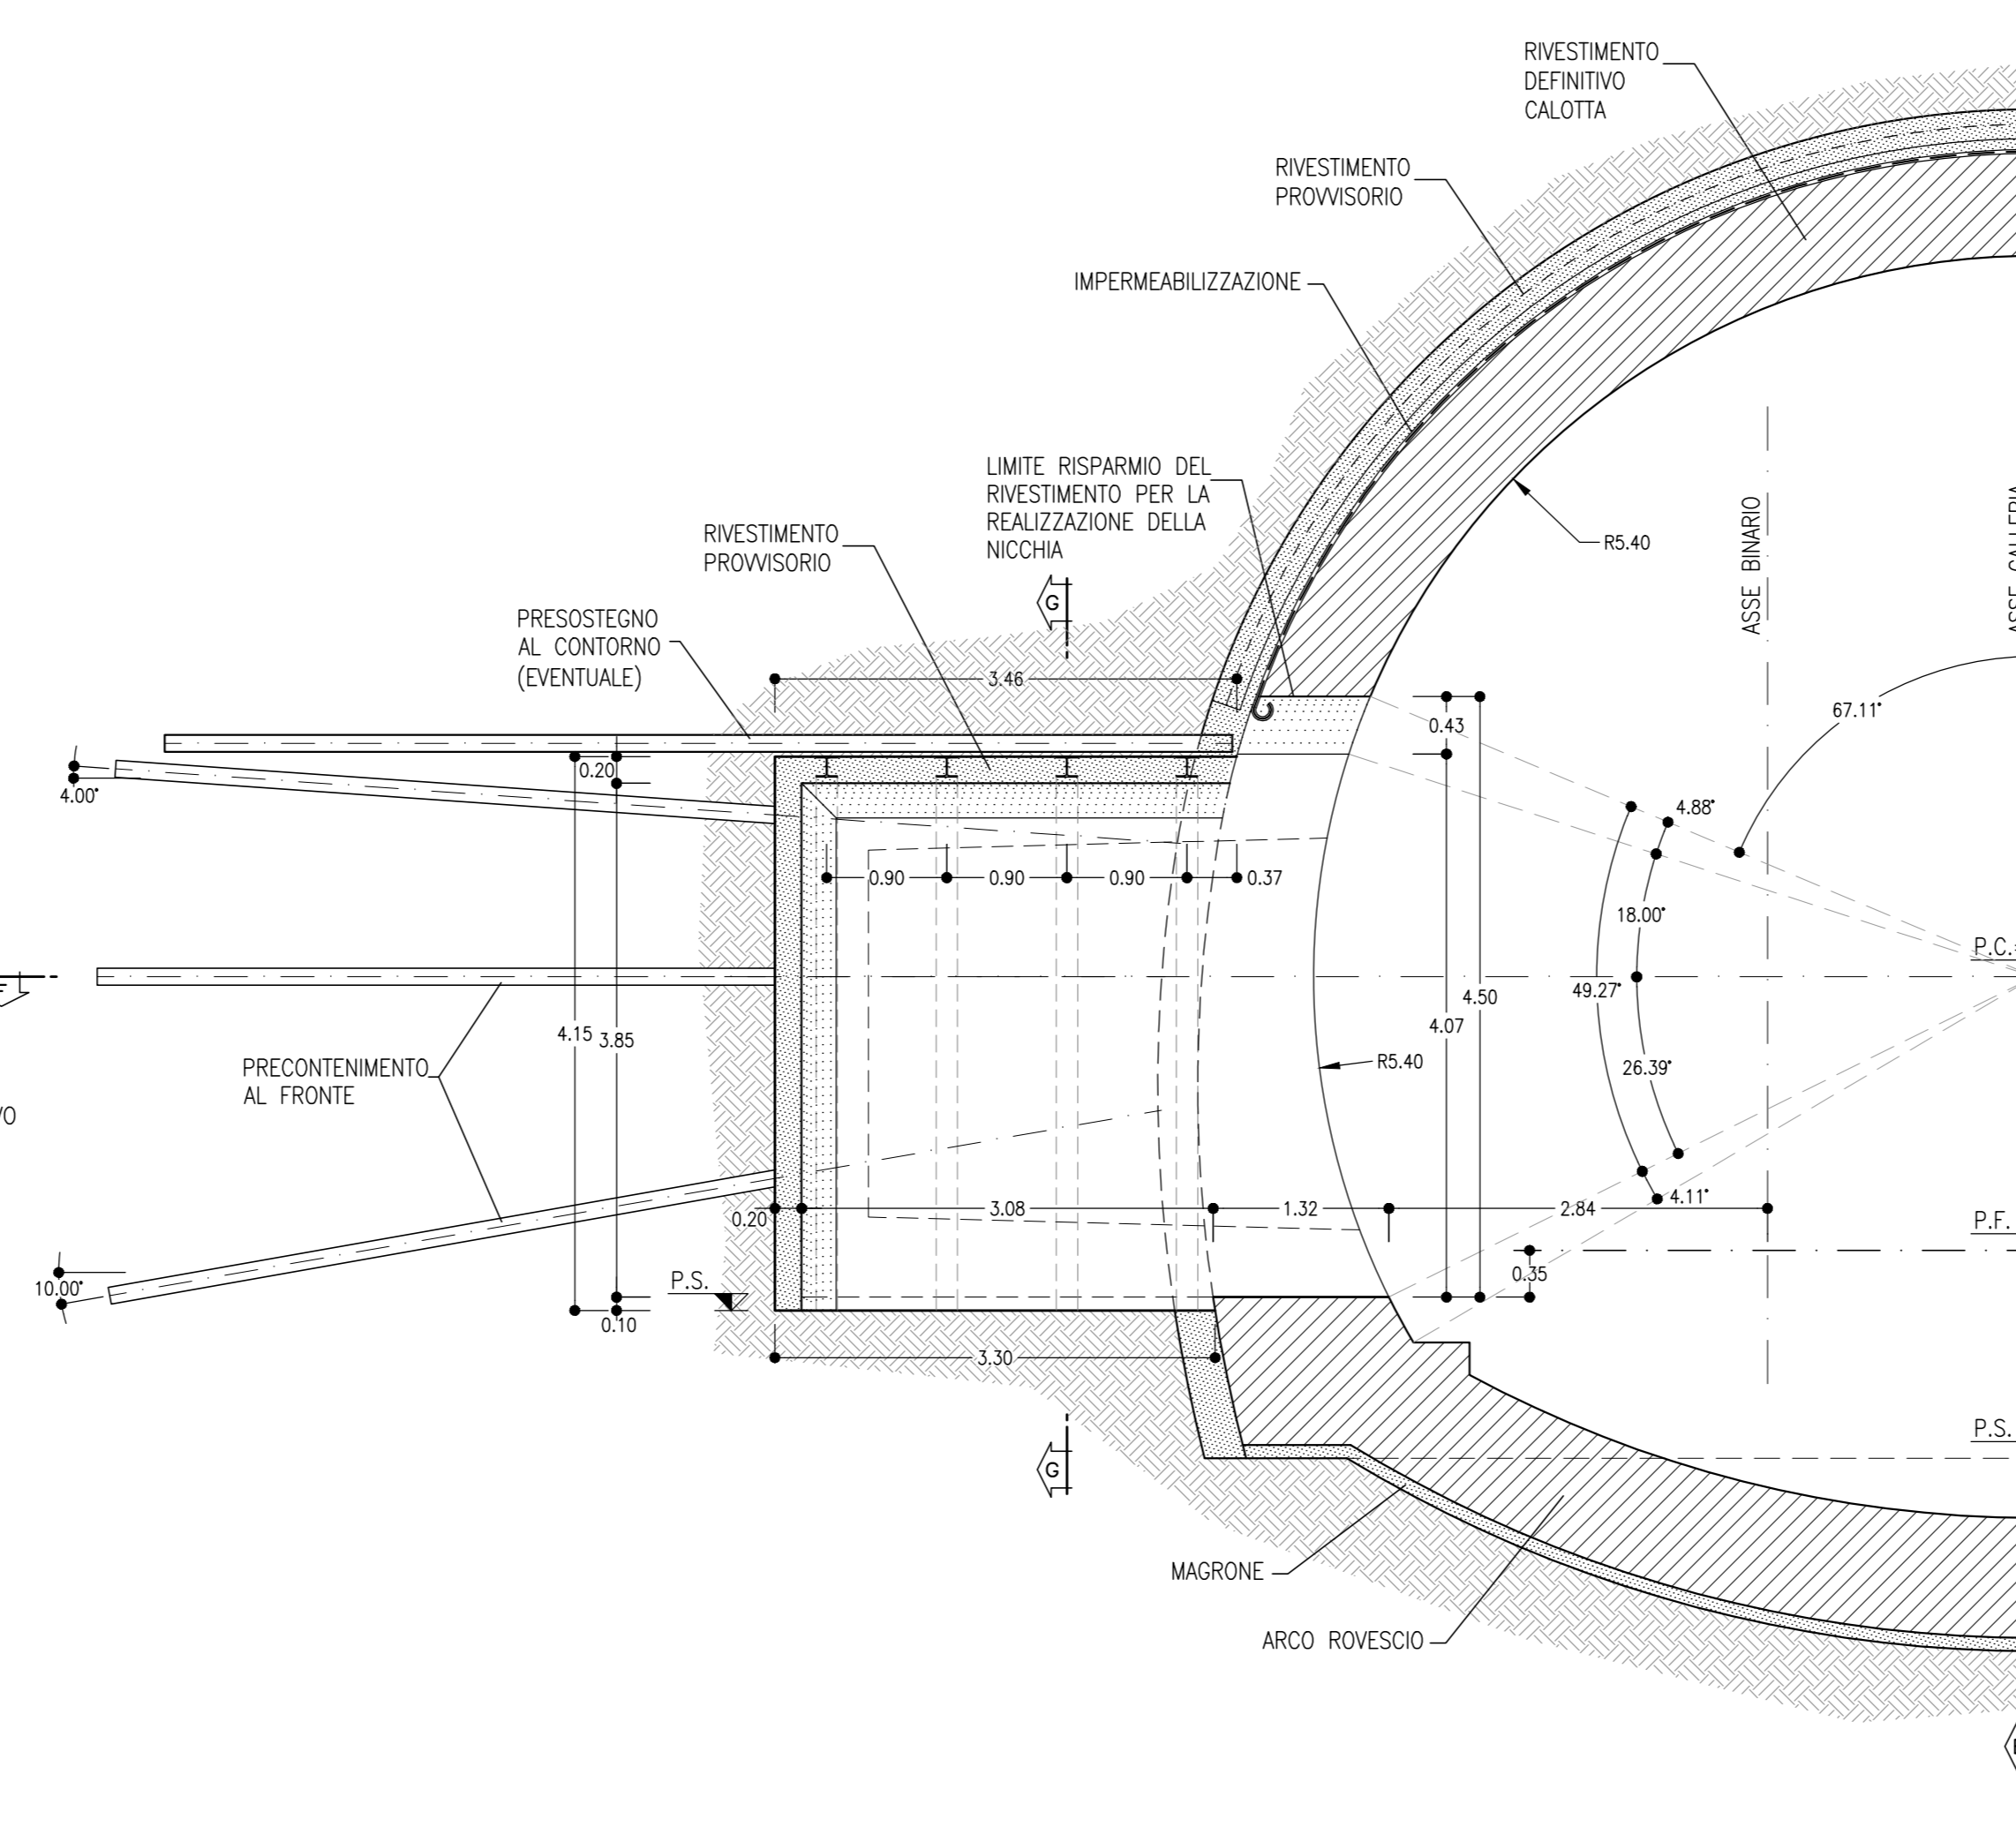 RIVESTIMENTO
DEFINITIVO
CALOTTA
RIVESTIMENTO
PROVVISORIO
IMPERMEABILIZZAZIONE
LIMITE RISPARMIO DEL
RIVESTIMENTO PER LA
REALIZZAZIONE DELLA
NICCHIA
RIVESTIMENTO
PROVVISORIO
PRESOSTEGNO
AL CONTORNO
(EVENTUALE)
ASSE BINARIO
ASSE GALLERIA
R5.40
G
3.46
67.11°
0.43
0.20
4.00°
4.88°
0.90
0.90
0.90
0.37
18.00°
P.C.
49.27°
4.50
4.07
4.15
3.85
R5.40
26.39°
PRECONTENIMENTO
AL FRONTE
VO
4.11°
0.20
3.08
1.32
2.84
P.F.
0.35
10.00°
P.S.
0.10
3.30
P.S.
G
MAGRONE
ARCO ROVESCIO